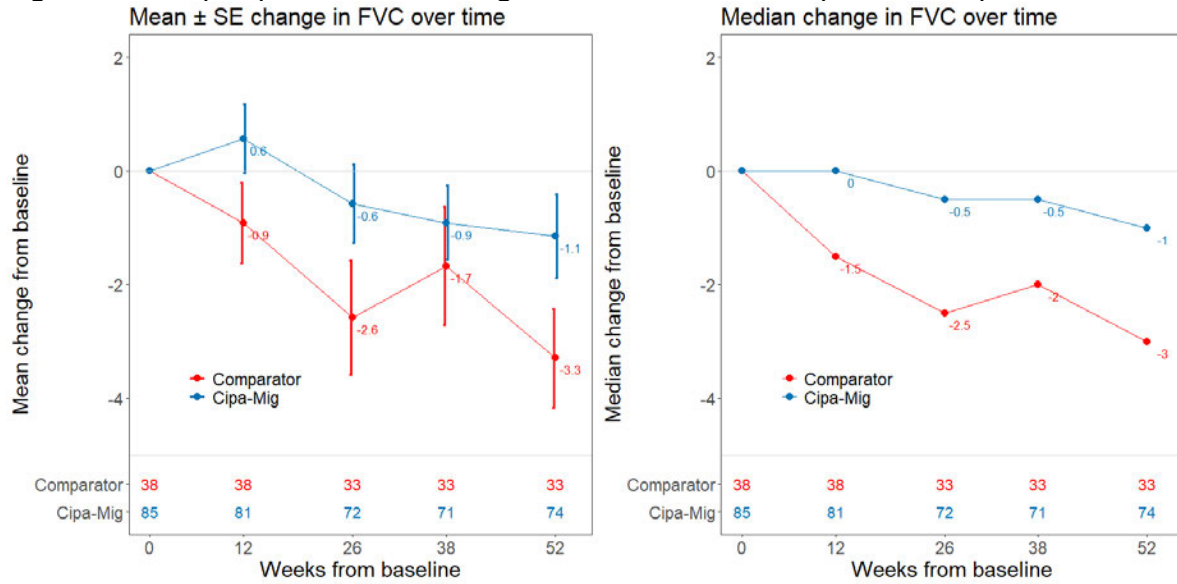 Mean ± SE change in FVC over time
2
0
-2
-4
Mean change from baseline
0.6
-0.6
-0.9
-1.1
-0.9
-2.6
-1.7
-3.3
Comparator
Cipa-Mig
Comparator 38 38 33 33 33
Cipa-Mig 85 81 72 71 74
0 12 26 38 52
Weeks from baseline
Median change in FVC over time
2
0
-2
-4
Median change from baseline
0
-0.5
-0.5
-1
-1.5
-2.5
-2
-3
Comparator
Cipa-Mig
Comparator 38 38 33 33 33
Cipa-Mig 85 81 72 71 74
0 12 26 38 52
Weeks from baseline